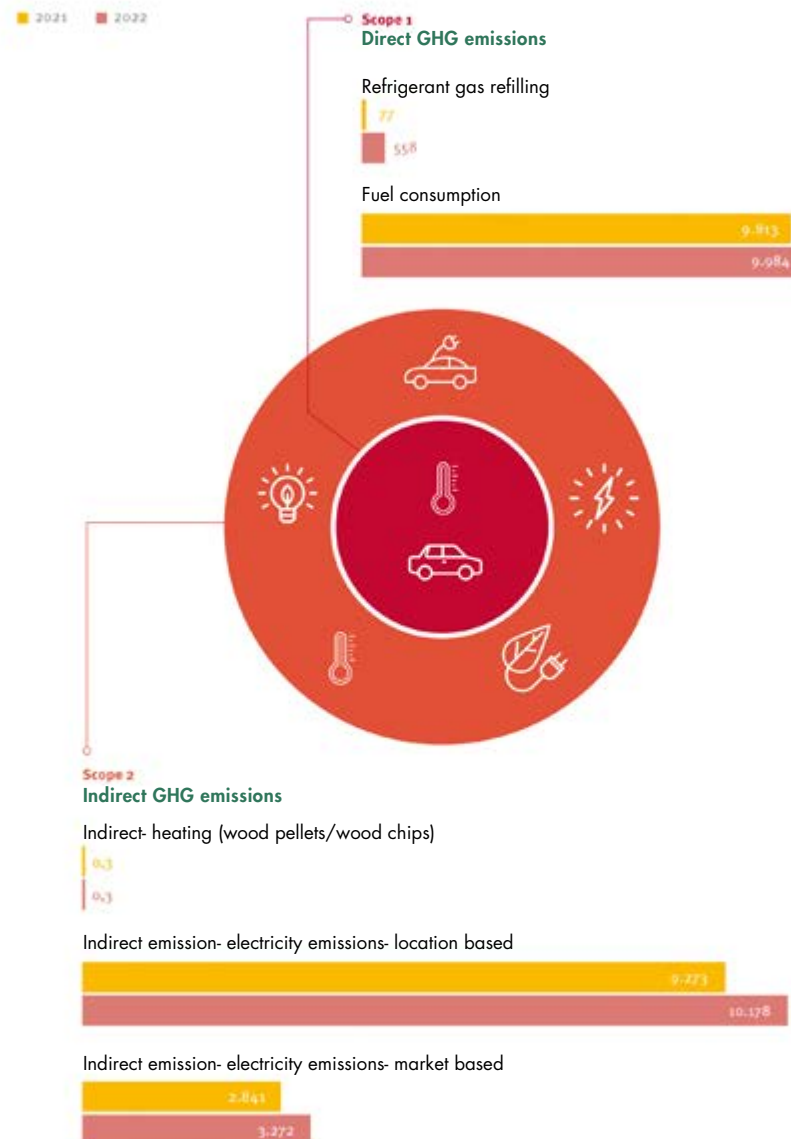 2021 2022
Scope 1
Direct GHG emissions
Refrigerant gas refilling
77
558
Fuel consumption
9.813
9.984
Scope 2
Indirect GHG emissions
Indirect- heating (wood pellets/wood chips)
0,3
0,3
Indirect emission- electricity emissions- location based
9.273
10.178
Indirect emission- electricity emissions- market based
2.841
3.272